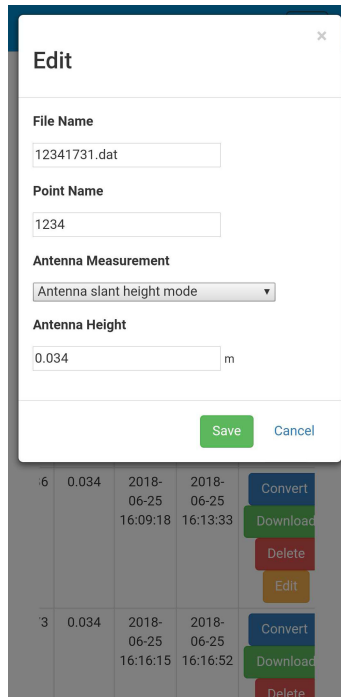 ×
Edit
File Name
12341731.dat
Point Name
1234
Antenna Measurement
Antenna slant height mode
Antenna Height
0.034 m
Save Cancel
6 0.034 2018- 2018- Convert
06-25 06-25
16:09:18 16:13:33 Download
Delete
Edit
3 0.034 2018- 2018- Convert
06-25 06-25
16:16:15 16:16:52 Download
Delete